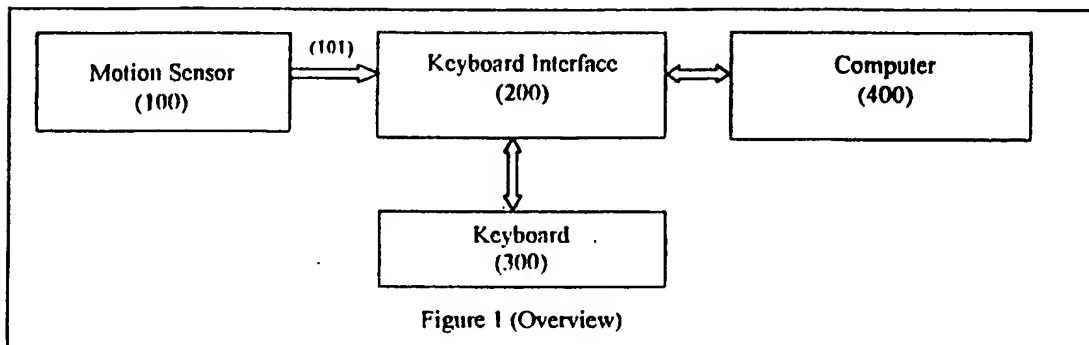 (101)
Motion Sensor
(100)
Keyboard Interface
(200)
Computer
(400)
Keyboard
(300)
Figure 1 (Overview)